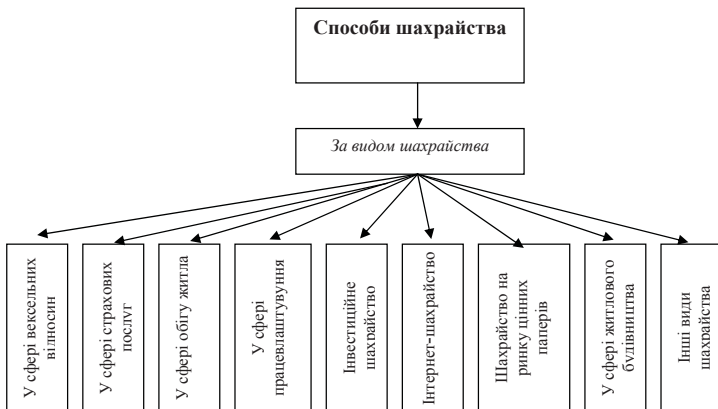 Способи шахрайства
За видом шахрайства
У сфері вексельних
відносин
У сфері страхових
послуг
У сфері обігу житла
У сфері
працевлаштувуння
Інвестиційне
шахрайство
Інтернет-шахрайство
Шахрайство на
ринку цінних
паперів
У сфері житлового
будівництва
Інші види
шахрайства